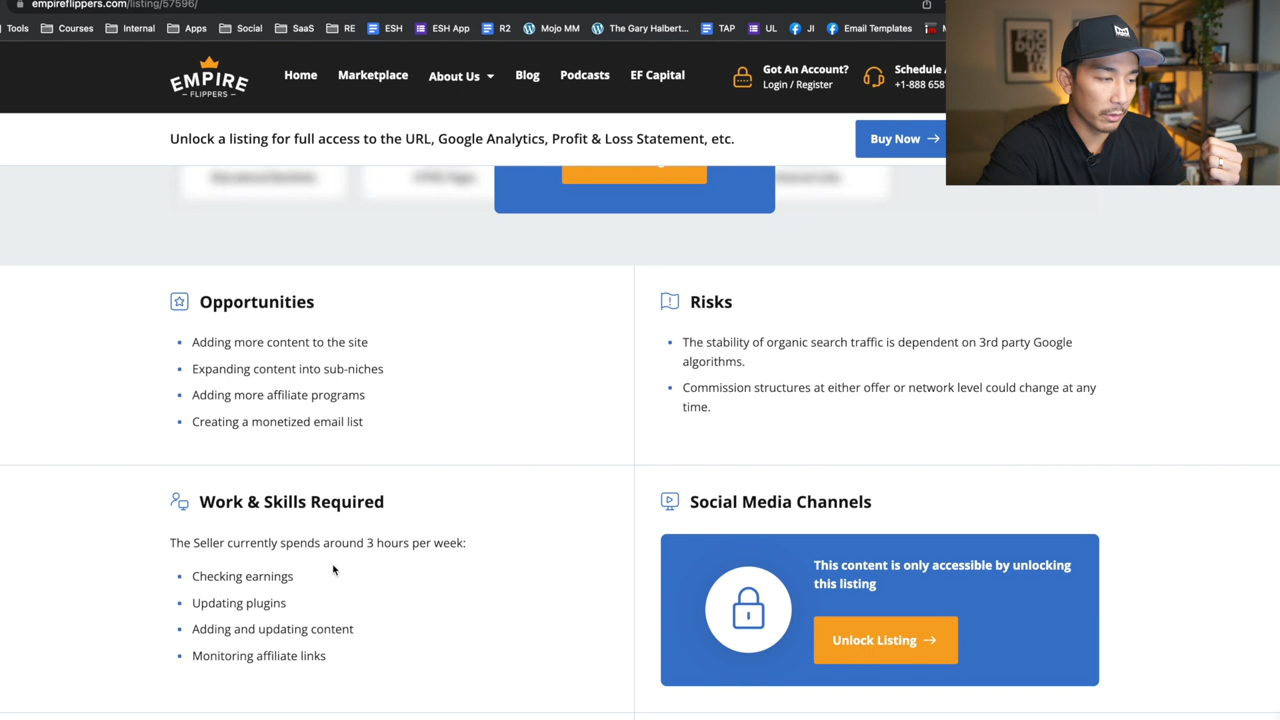 empireflippers.com/listing/57596/
Tools Courses Internal Apps Social SaaS RE ESH ESH App R2 Mojo MM The Gary Halbert... TAP UL JI Email Templates
EMPIRE
FLIPPERS
Home Marketplace About Us Blog Podcasts EF Capital
Got An Account?
Login / Register
Schedule
+1-888 658
Unlock a listing for full access to the URL, Google Analytics, Profit & Loss Statement, etc.
Buy Now →
Opportunities
• Adding more content to the site
• Expanding content into sub-niches
• Adding more affiliate programs
• Creating a monetized email list
Risks
• The stability of organic search traffic is dependent on 3rd party Google
algorithms.
• Commission structures at either offer or network level could change at any
time.
Work & Skills Required
The Seller currently spends around 3 hours per week:
• Checking earnings
• Updating plugins
• Adding and updating content
• Monitoring affiliate links
Social Media Channels
This content is only accessible by unlocking
this listing
Unlock Listing →